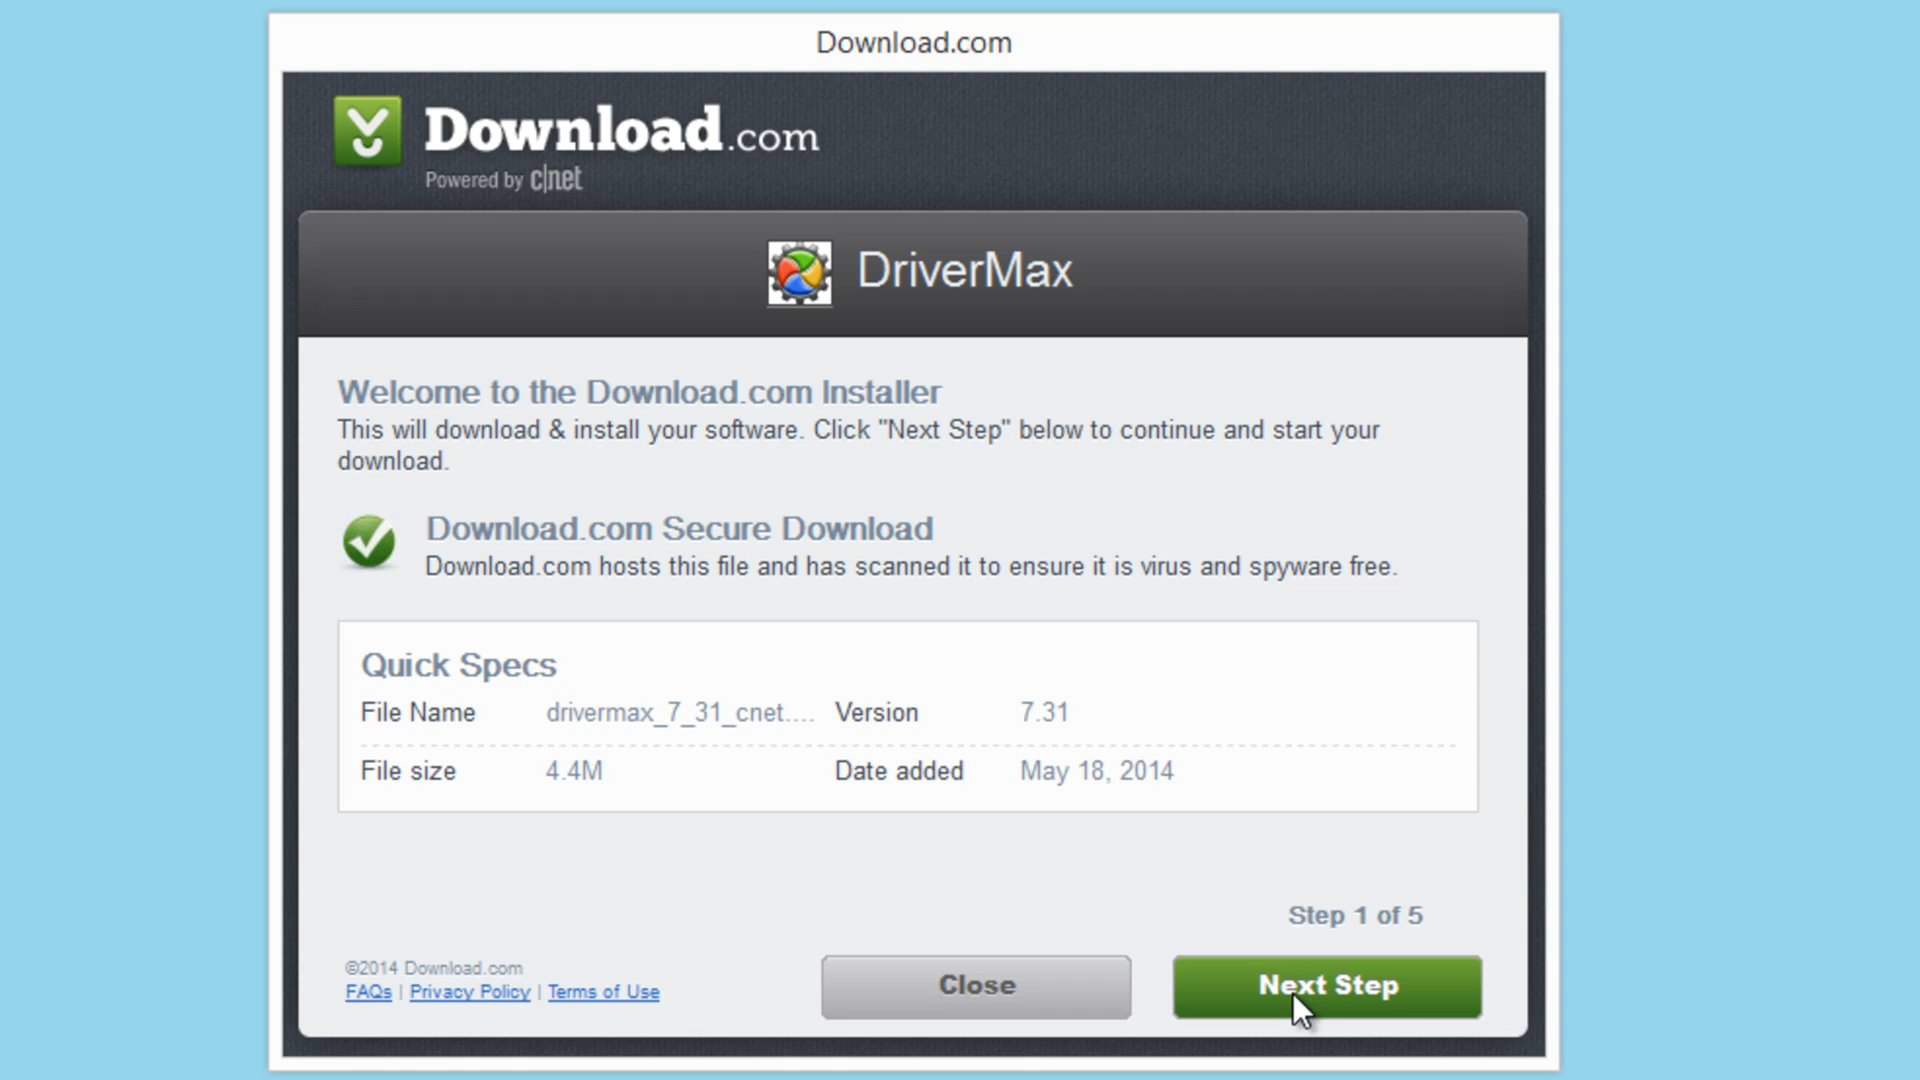 Download.com
Download.com
Powered by c|net
DriverMax
Welcome to the Download.com Installer
This will download & install your software. Click "Next Step" below to continue and start your
download.
Download.com Secure Download
Download.com hosts this file and has scanned it to ensure it is virus and spyware free.
Quick Specs
File Name drivermax_7_31_cnet.... Version 7.31
File size 4.4M Date added May 18, 2014
Step 1 of 5
©2014 Download.com
FAQs | Privacy Policy | Terms of Use
Close
Next Step